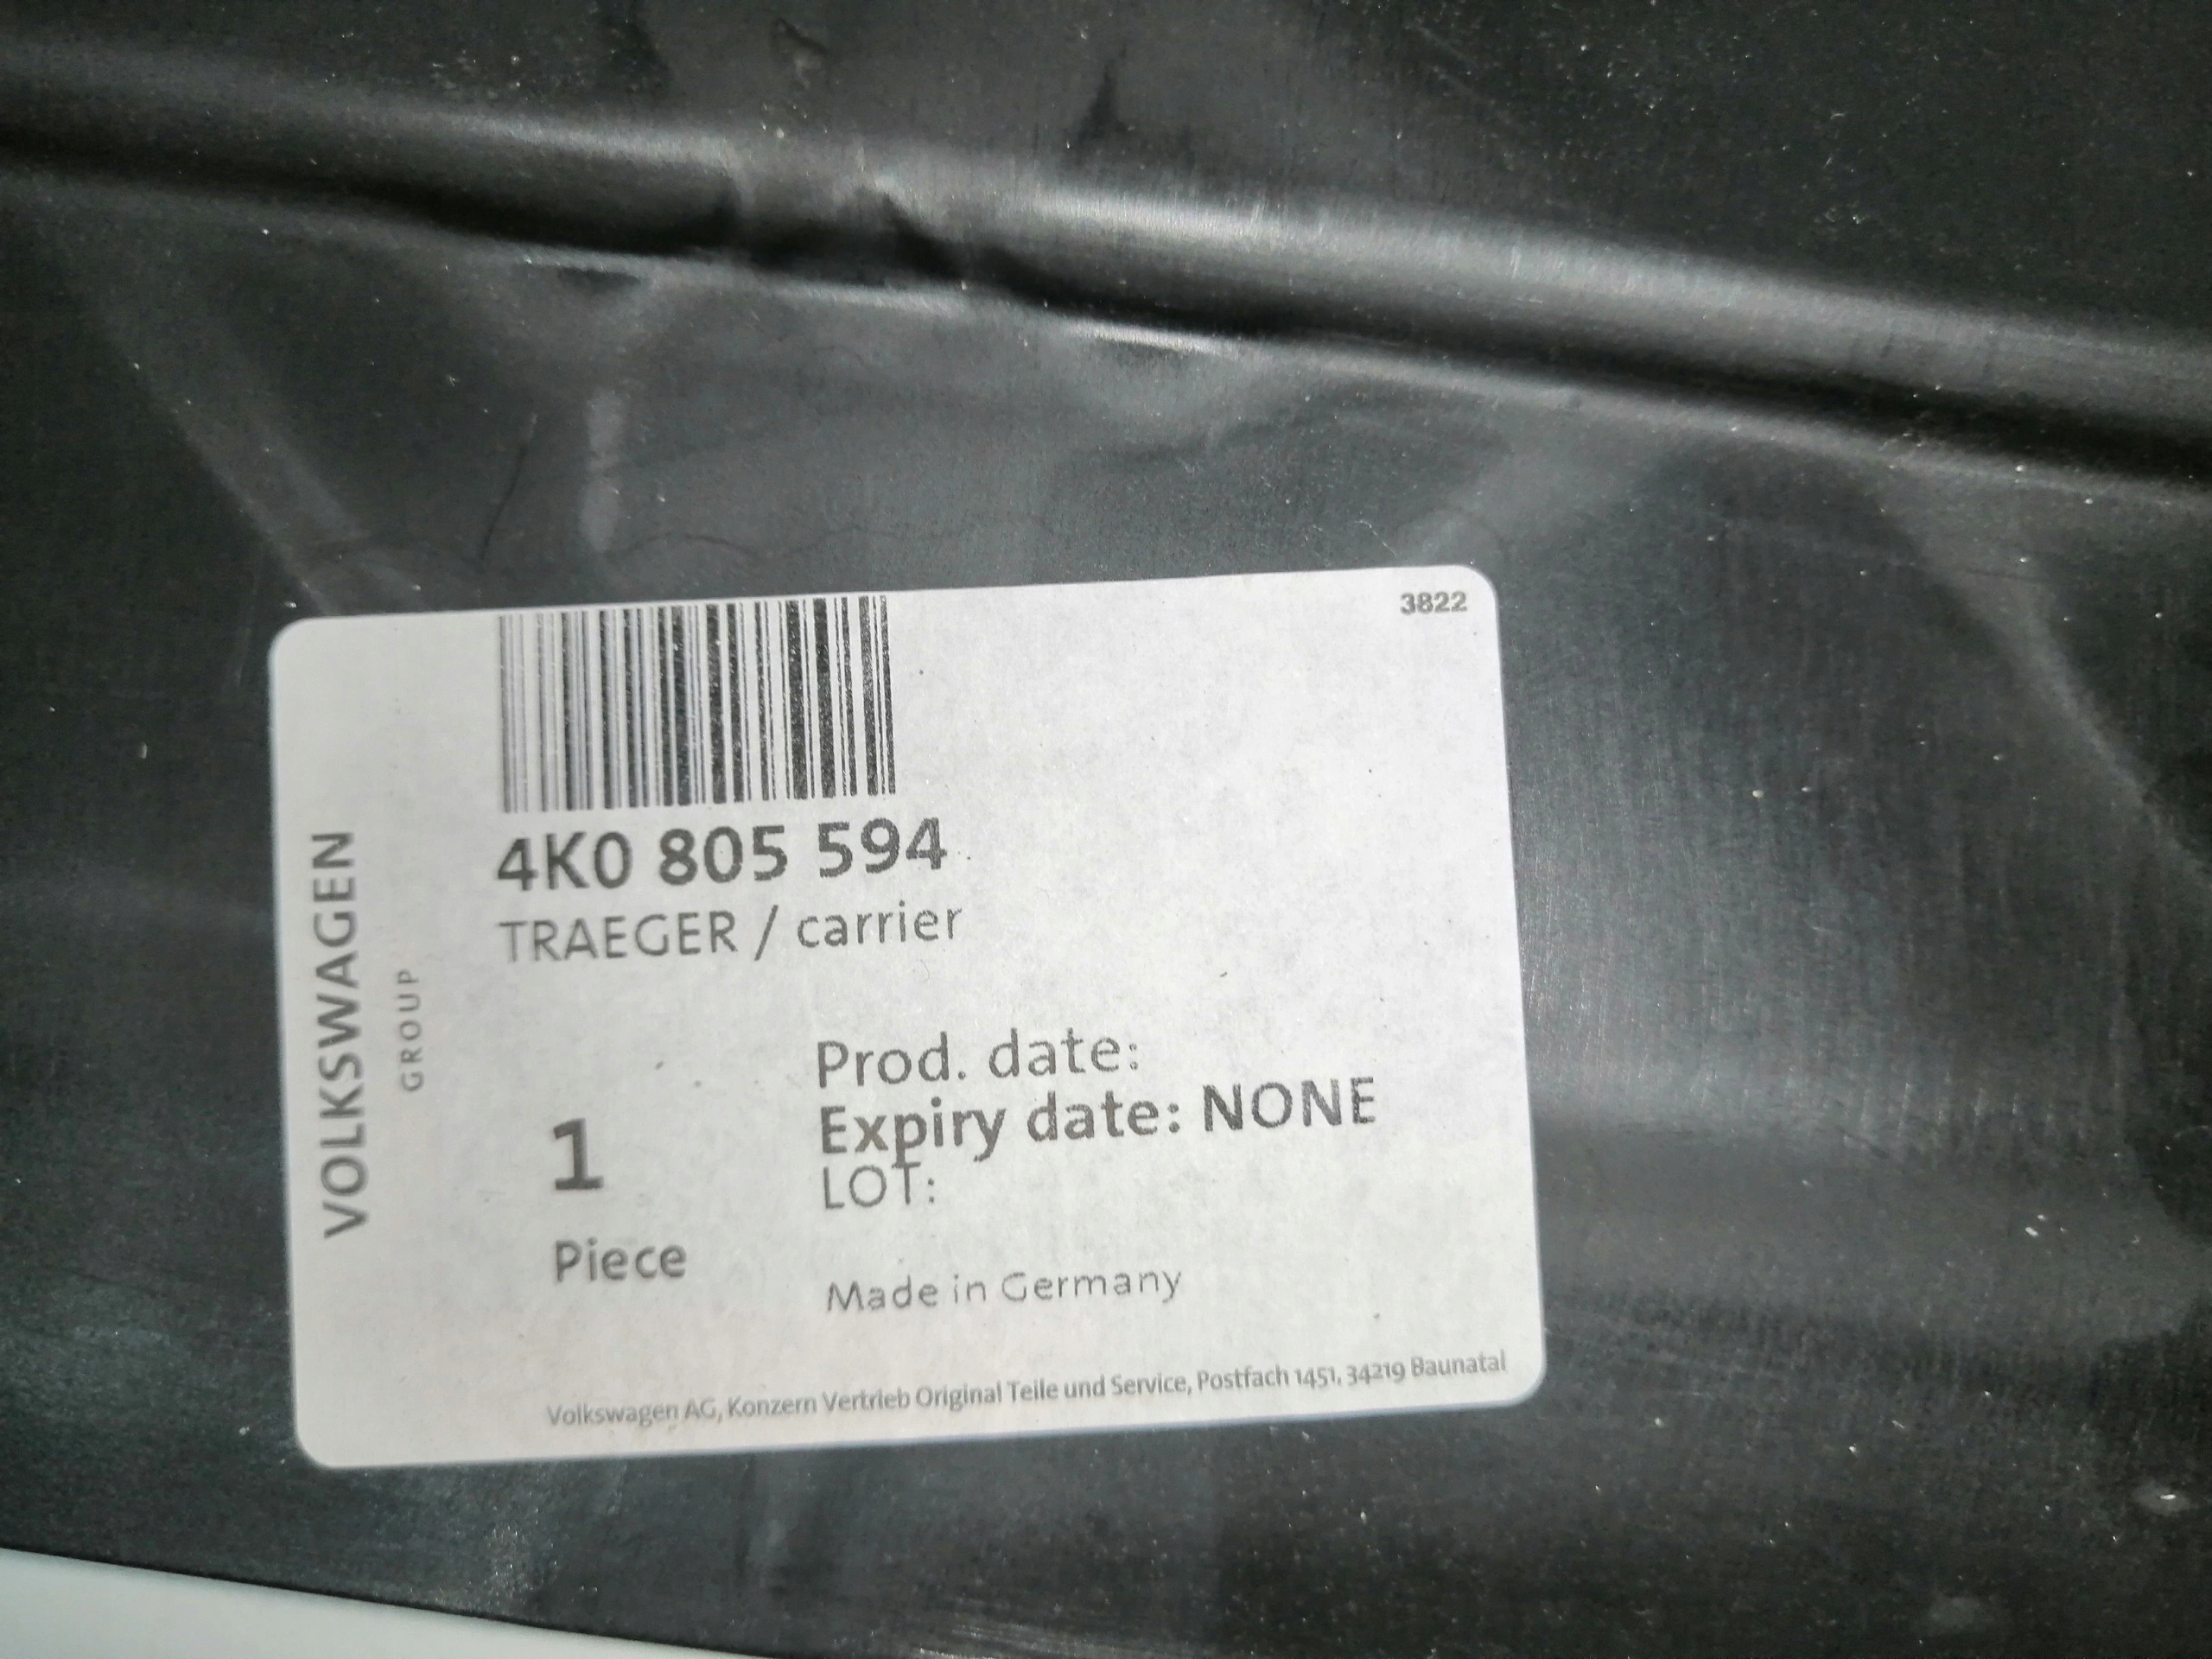 3822
4K0 805 594
TRAEGER / carrier
VOLKSWAGEN
GROUP
Prod. date:
Expiry date: NONE
LOT:
1
Piece
Made in Germany
Volkswagen AG, Konzern Vertrieb Original Teile und Service, Postfach 1451, 34219 Baunatal